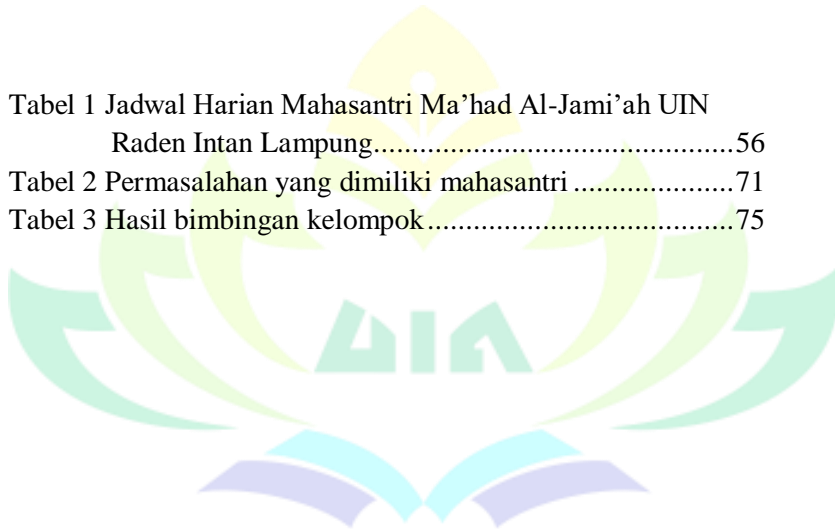 Tabel 1 Jadwal Harian Mahasantri Ma’had Al-Jami’ah UIN
Raden Intan Lampung...............................................56
Tabel 2 Permasalahan yang dimiliki mahasantri.....................71
Tabel 3 Hasil bimbingan kelompok........................................75
UIN